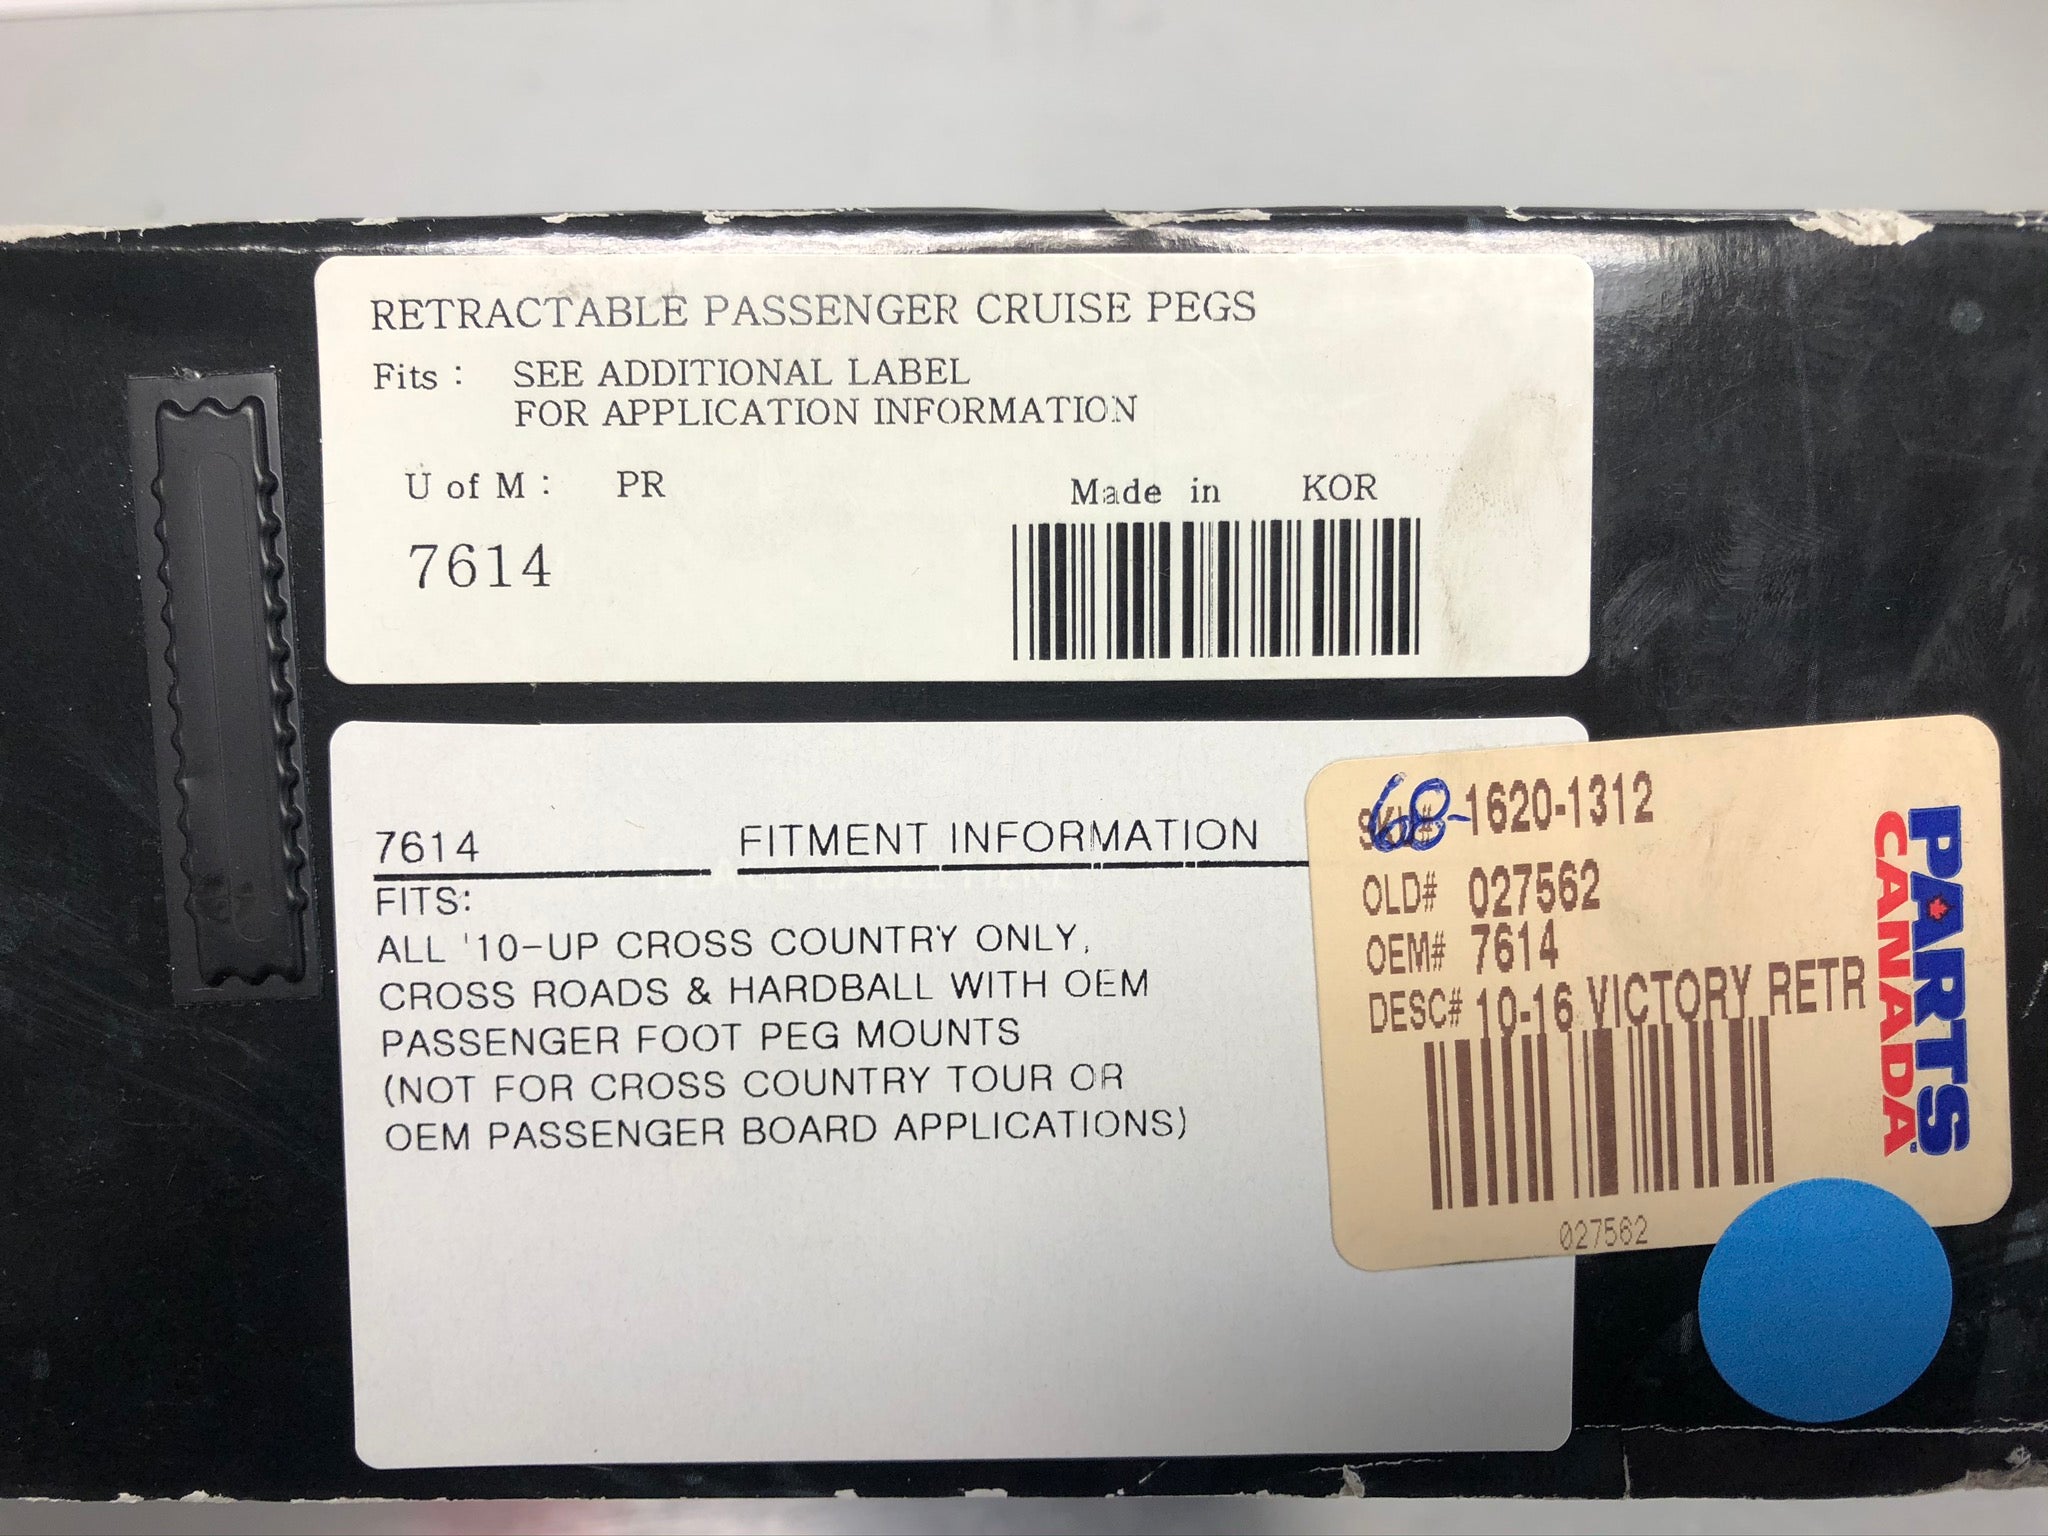 RETRACTABLE PASSENGER CRUISE PEGS
Fits : SEE ADDITIONAL LABEL
FOR APPLICATION INFORMATION
U of M : PR
Made in KOR
7614
7614 FITMENT INFORMATION
FITS:
ALL '10-UP CROSS COUNTRY ONLY,
CROSS ROADS & HARDBALL WITH OEM
PASSENGER FOOT PEG MOUNTS
(NOT FOR CROSS COUNTRY TOUR OR
OEM PASSENGER BOARD APPLICATIONS)
SKU# 68-1620-1312
OLD# 027562
OEM# 7614
DESC# 10-16 VICTORY RETR
027562
PARTS
CANADA